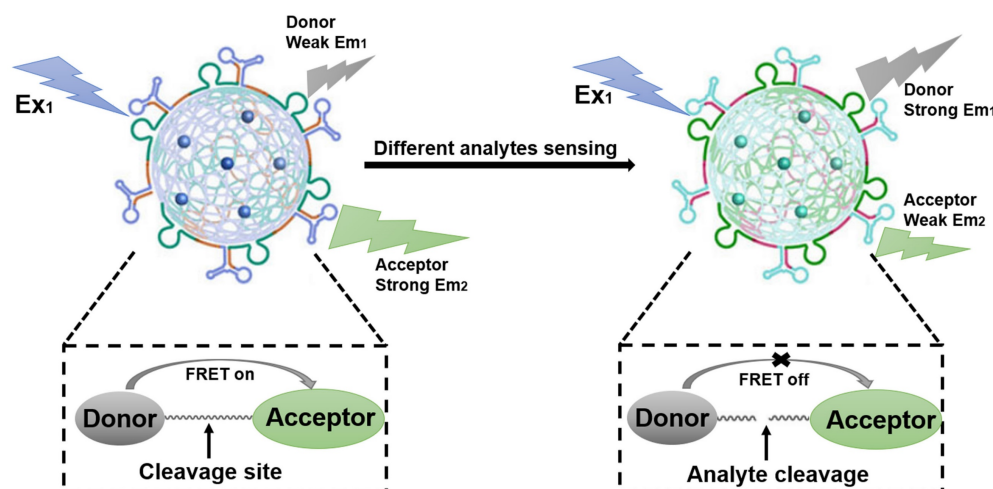 Donor
Weak Em₁
Ex₁
Acceptor
Strong Em₂
FRET on
Donor
Acceptor
Cleavage site
Different analytes sensing
Ex₁
Donor
Strong Em₁
Acceptor
Weak Em₂
FRET off
Donor
Acceptor
Analyte cleavage